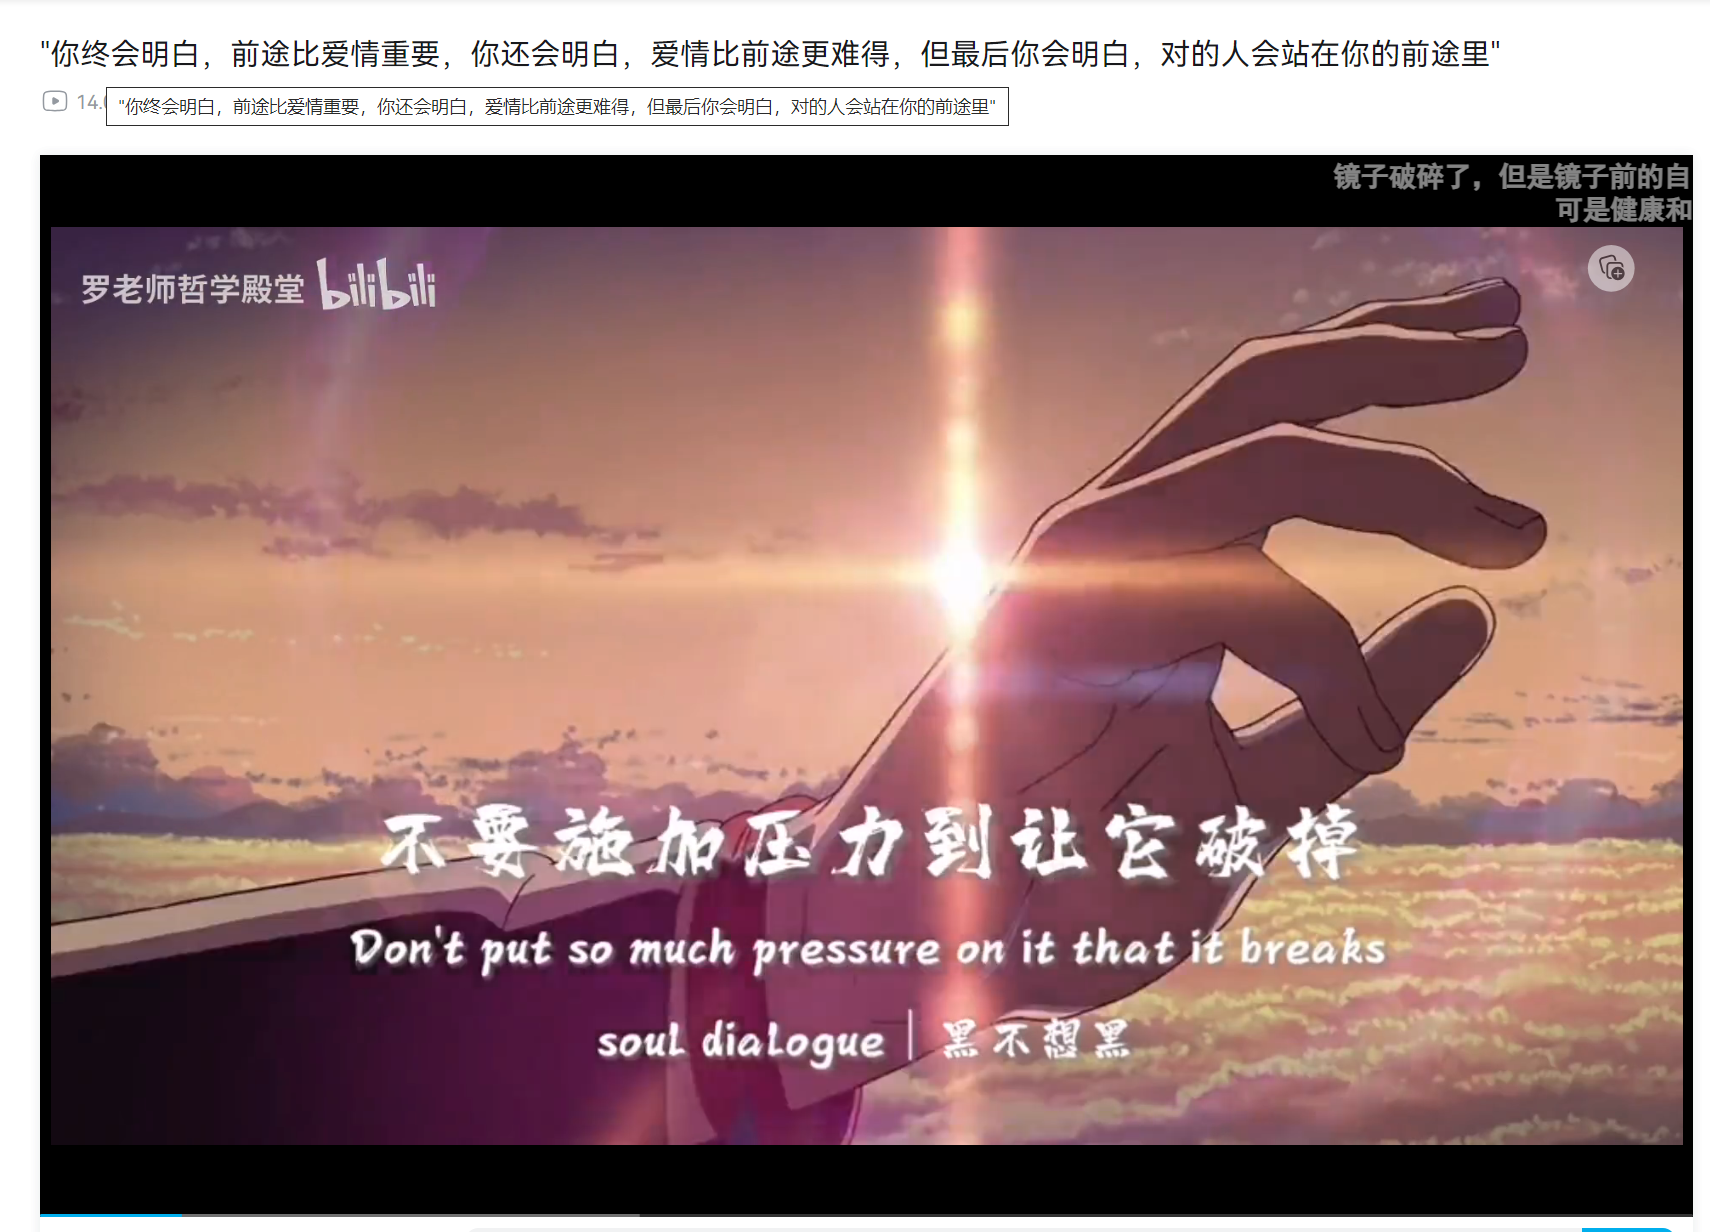 "你终会明白，前途比爱情重要，你还会明白，爱情比前途更难得，但最后你会明白，对的人会站在你的前途里"
14.
"你终会明白，前途比爱情重要，你还会明白，爱情比前途更难得，但最后你会明白，对的人会站在你的前途里"
镜子破碎了，但是镜子前的自
可是健康和
罗老师哲学殿堂 bilibili
不要施加压力到让它破掉
Don't put so much pressure on it that it breaks
soul dialogue | 黑不想黑